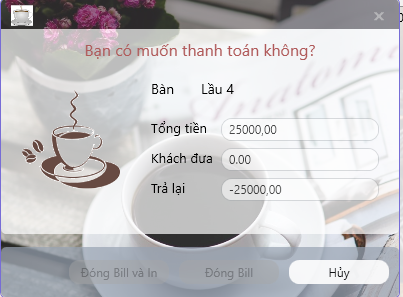 Bạn có muốn thanh toán không?
Bàn Lầu 4
Tổng tiền 25000,00
Khách đưa 0.00
Trả lại -25000,00
Đóng Bill và In Đóng Bill Hủy